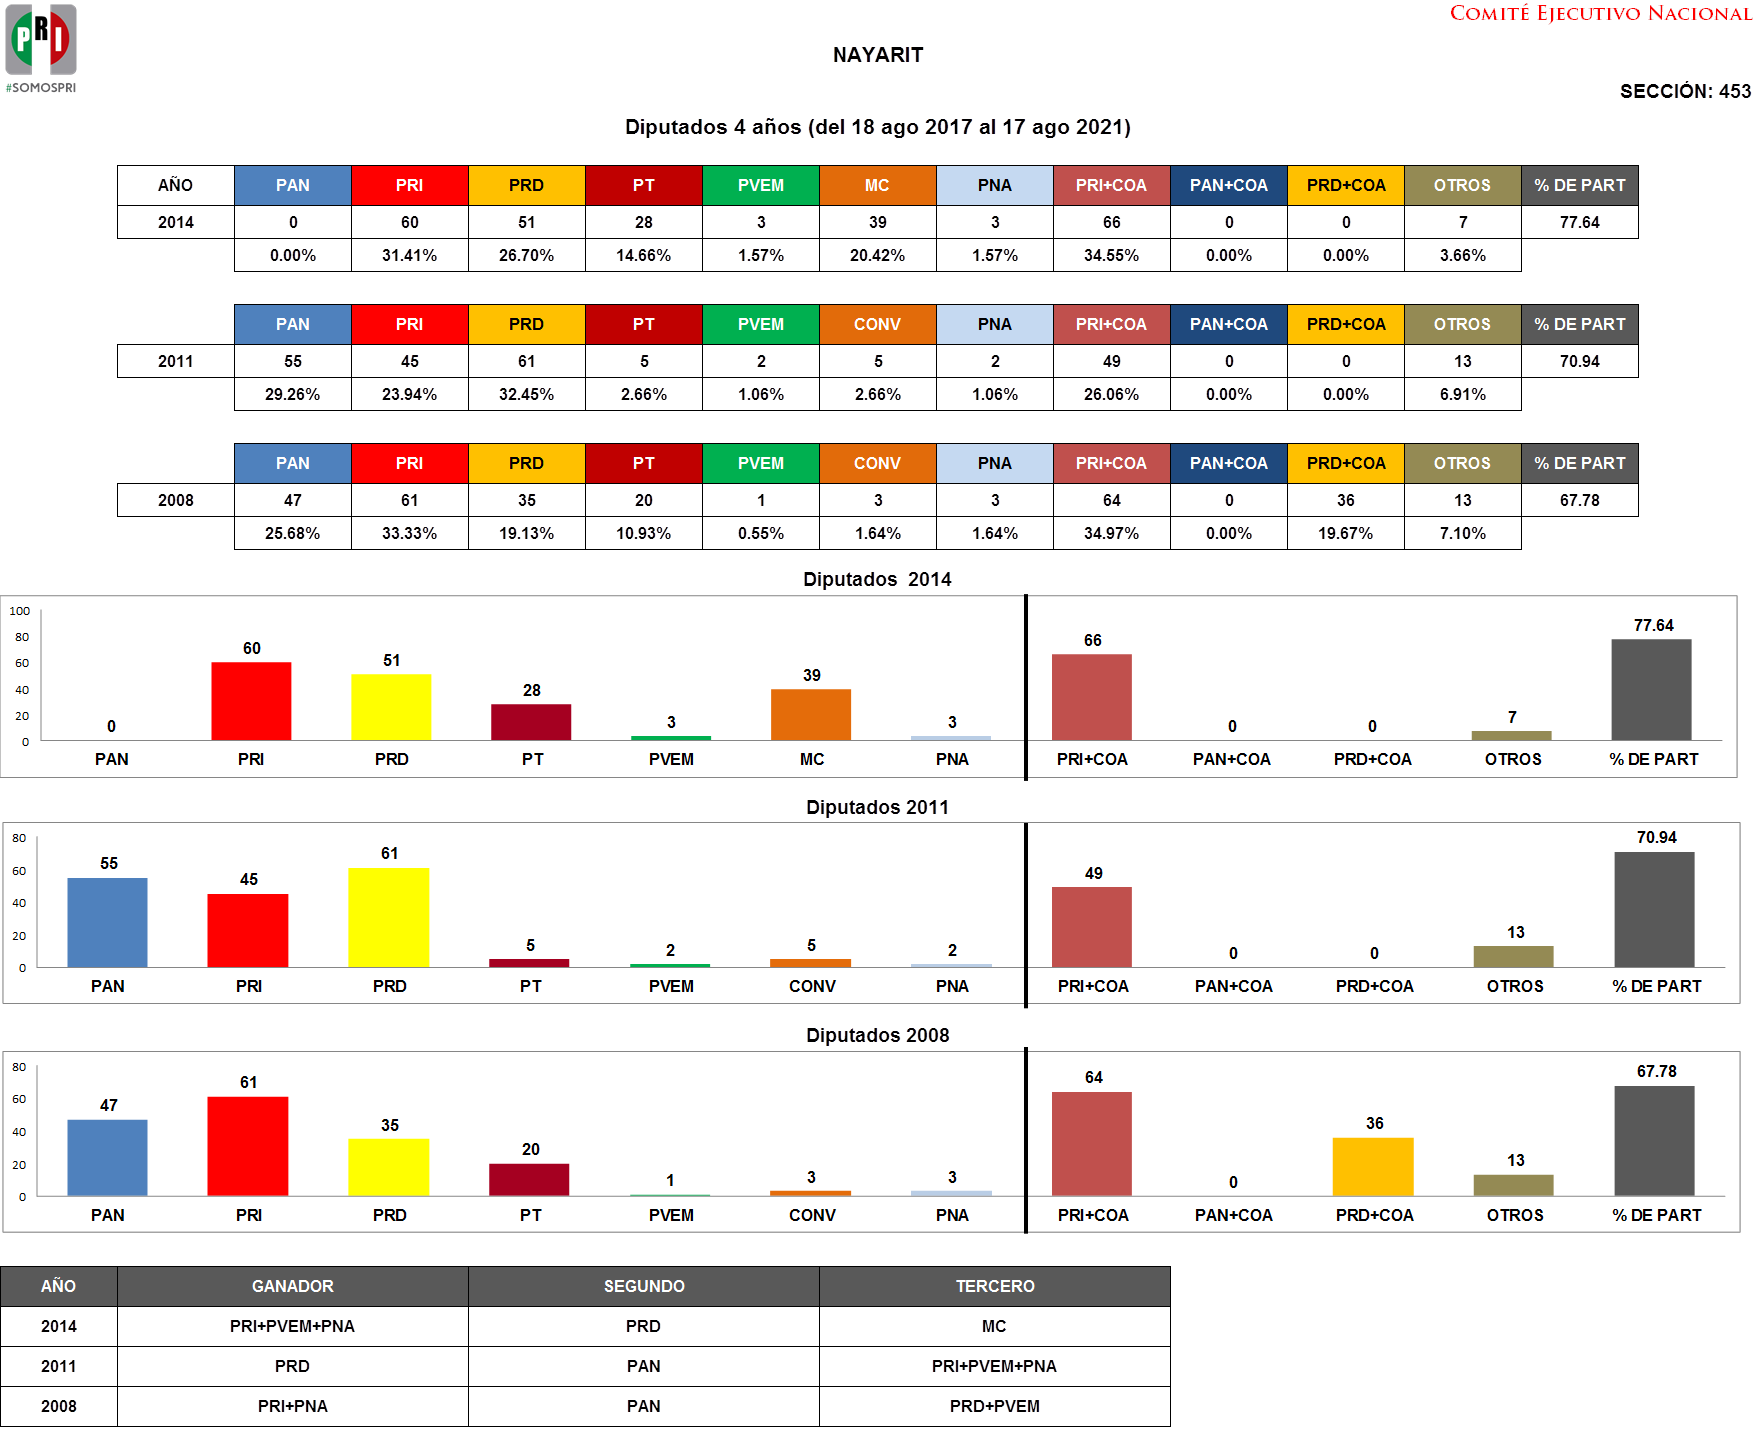 COMITÉ EJECUTIVO NACIONAL
PRI
#SOMOSPRI
NAYARIT
SECCIÓN: 453
Diputados 4 años (del 18 ago 2017 al 17 ago 2021)
AÑO PAN PRI PRD PT PVEM MC PNA PRI+COA PAN+COA PRD+COA OTROS % DE PART
2014 0 60 51 28 3 39 3 66 0 0 7 77.64
0.00% 31.41% 26.70% 14.66% 1.57% 20.42% 1.57% 34.55% 0.00% 0.00% 3.66%
PAN PRI PRD PT PVEM CONV PNA PRI+COA PAN+COA PRD+COA OTROS % DE PART
2011 55 45 61 5 2 5 2 49 0 0 13 70.94
29.26% 23.94% 32.45% 2.66% 1.06% 2.66% 1.06% 26.06% 0.00% 0.00% 6.91%
PAN PRI PRD PT PVEM CONV PNA PRI+COA PAN+COA PRD+COA OTROS % DE PART
2008 47 61 35 20 1 3 3 64 0 36 13 67.78
25.68% 33.33% 19.13% 10.93% 0.55% 1.64% 1.64% 34.97% 0.00% 19.67% 7.10%
Diputados 2014
100
80
60
40
20
0
0 60 51 28 3 39 3 66 0 0 7 77.64
PAN PRI PRD PT PVEM MC PNA PRI+COA PAN+COA PRD+COA OTROS % DE PART
Diputados 2011
80
60
40
20
0
55 45 61 5 2 5 2 49 0 0 13 70.94
PAN PRI PRD PT PVEM CONV PNA PRI+COA PAN+COA PRD+COA OTROS % DE PART
Diputados 2008
80
60
40
20
0
47 61 35 20 1 3 3 64 0 36 13 67.78
PAN PRI PRD PT PVEM CONV PNA PRI+COA PAN+COA PRD+COA OTROS % DE PART
AÑO GANADOR SEGUNDO TERCERO
2014 PRI+PVEM+PNA PRD MC
2011 PRD PAN PRI+PVEM+PNA
2008 PRI+PNA PAN PRD+PVEM